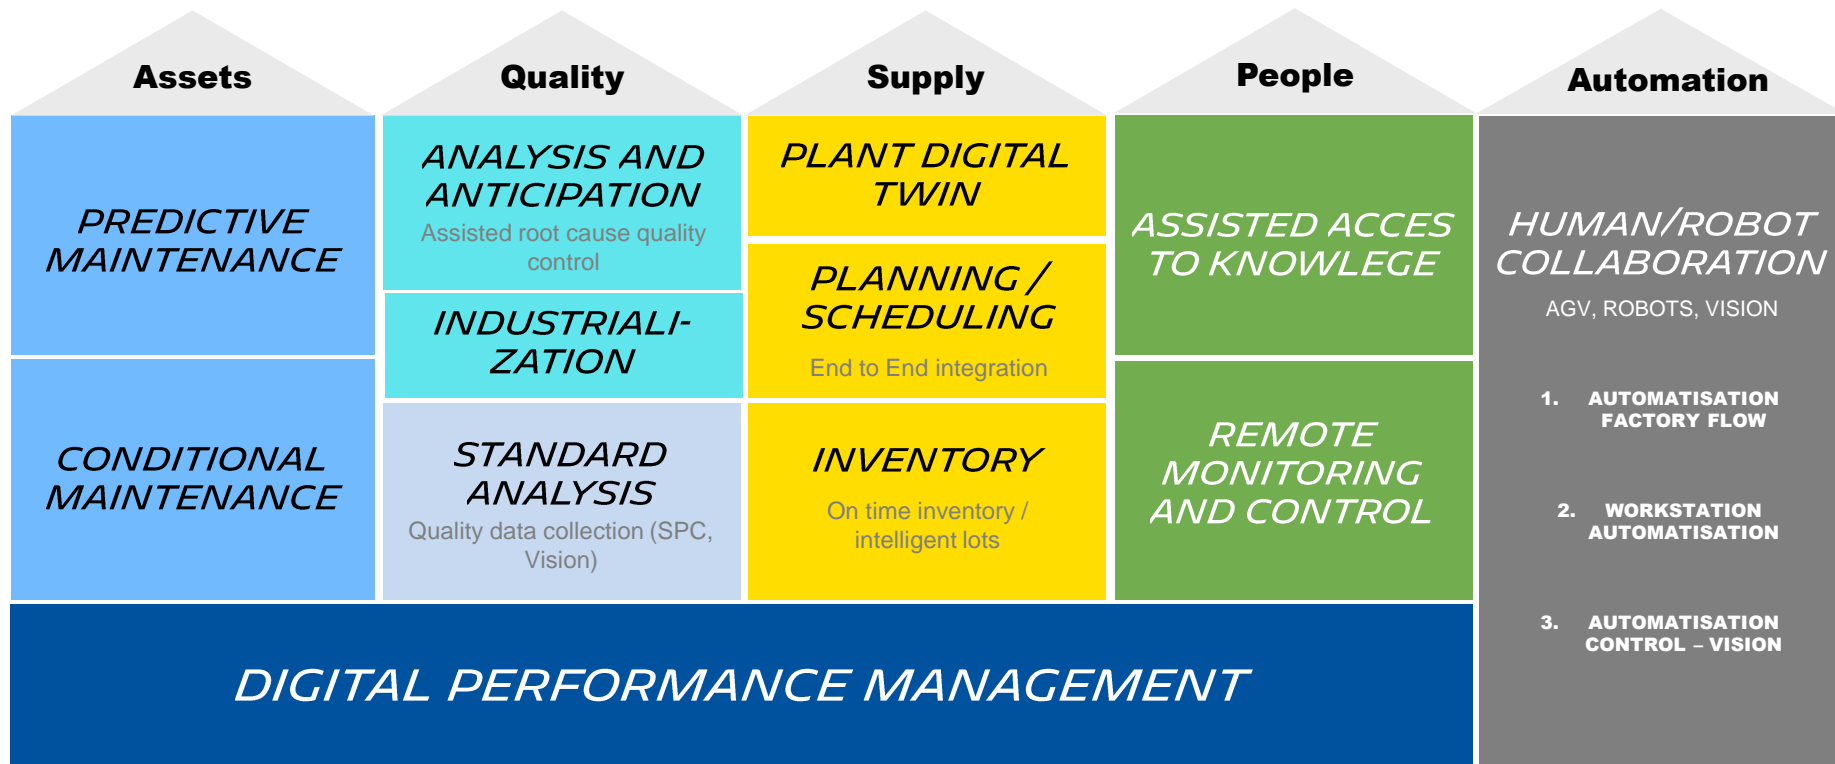 Assets
PREDICTIVE
MAINTENANCE
CONDITIONAL
MAINTENANCE
Quality
ANALYSIS AND
ANTICIPATION
Assisted root cause quality
control
INDUSTRIALI-
ZATION
STANDARD
ANALYSIS
Quality data collection (SPC,
Vision)
Supply
PLANT DIGITAL
TWIN
PLANNING /
SCHEDULING
End to End integration
INVENTORY
On time inventory /
intelligent lots
People
ASSISTED ACCES
TO KNOWLEGE
REMOTE
MONITORING
AND CONTROL
Automation
HUMAN/ROBOT
COLLABORATION
AGV, ROBOTS, VISION
1. AUTOMATISATION
FACTORY FLOW
2. WORKSTATION
AUTOMATISATION
3. AUTOMATISATION
CONTROL – VISION
DIGITAL PERFORMANCE MANAGEMENT